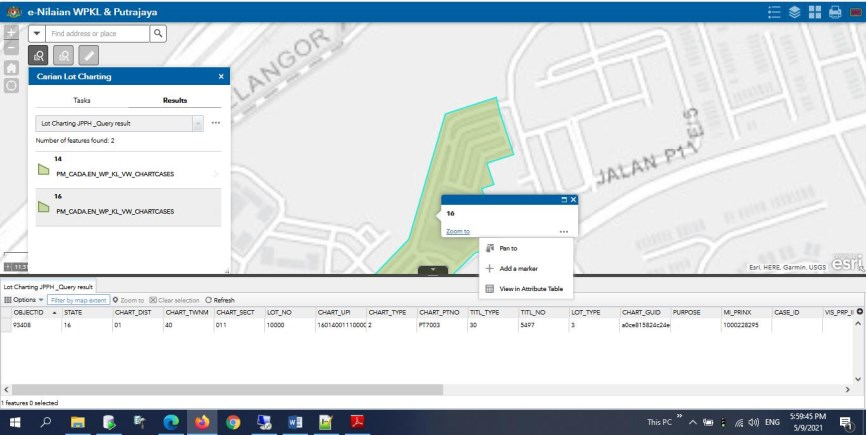 e-Nilaian WPKL & Putrajaya
Find address or place
Carian Lot Charting
Tasks Results
Lot Charting JPPH _Query result
Number of features found: 2
14
PM_CADA.EN_WP_KL_VW_CHARTCASES
16
PM_CADA.EN_WP_KL_VW_CHARTCASES
ELANGOR
JALAN P11 E/5
16
Zoom to
Pan to
Add a marker
View in Attribute Table
Esri, HERE, Garmin, USGS esri
Lot Charting JPPH _Query result
Options Filter by map extent Zoom to Clear selection Refresh
OBJECTID STATE CHART_DIST CHART_TWNM CHART_SECT LOT_NO CHART_UPI CHART_TYPE CHART_PTNO TITL_TYPE TITL_NO LOT_TYPE CHART_GUID PURPOSE MI_PRINX CASE_ID VIS_PRP_I
93408 16 01 40 011 10000 1601400111000C 2 PT7003 30 5497 3 a0ce815824c24e 1000228295
1 features 0 selected
This PC ENG 5:59:45 PM
5/9/2021